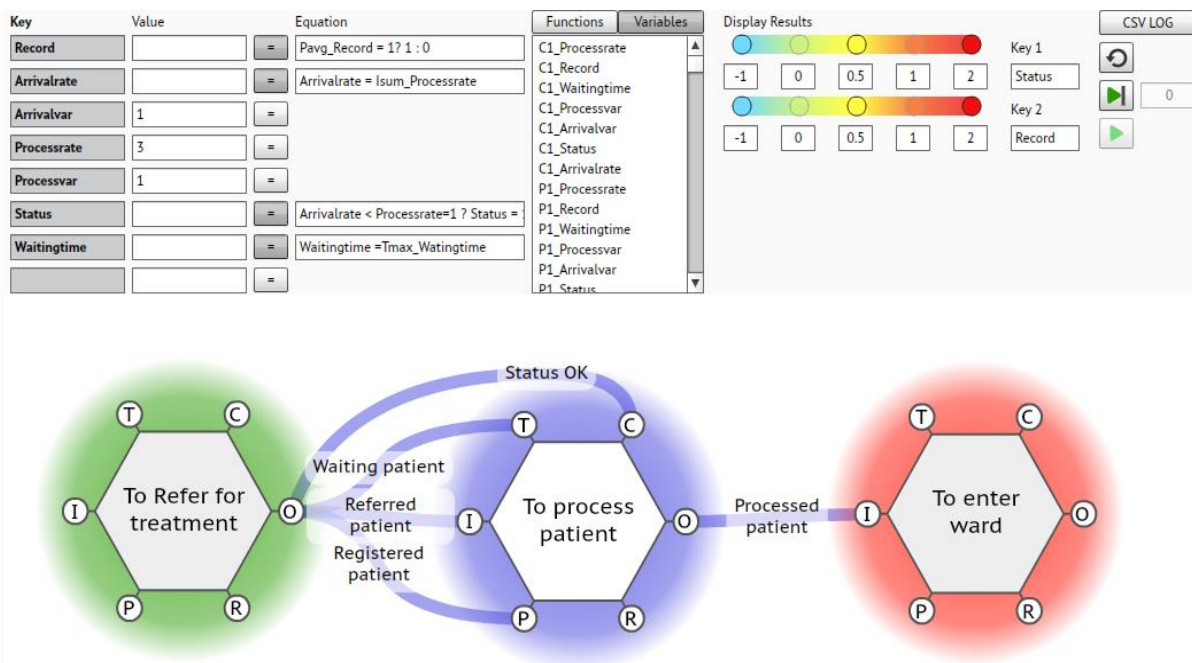 Key Value Equation Functions Variables Display Results CSV LOG
Record = Pavg_Record = 1? 1 : 0
Arrivalrate = Arrivalrate = Isum_Processrate
Arrivalvar 1 =
Processrate 3 =
Processvar 1 =
Status = Arrivalrate < Processrate=1 ? Status =
Waitingtime = Waitingtime =Tmax_Watingtime
=
C1_Processrate
C1_Record
C1_Waitingtime
C1_Processvar
C1_Arrivalvar
C1_Status
C1_Arrivalrate
P1_Processrate
P1_Record
P1_Waitingtime
P1_Processvar
P1_Arrivalvar
P1_Status
Key 1
-1 0 0.5 1 2 Status
Key 2
-1 0 0.5 1 2 Record
0
Status OK
T C T C T C
Waiting patient
To Refer for
treatment
I O
Referred
patient
Registered
patient
I To process
patient O
Processed
patient
I To enter
ward O
P R P R P R